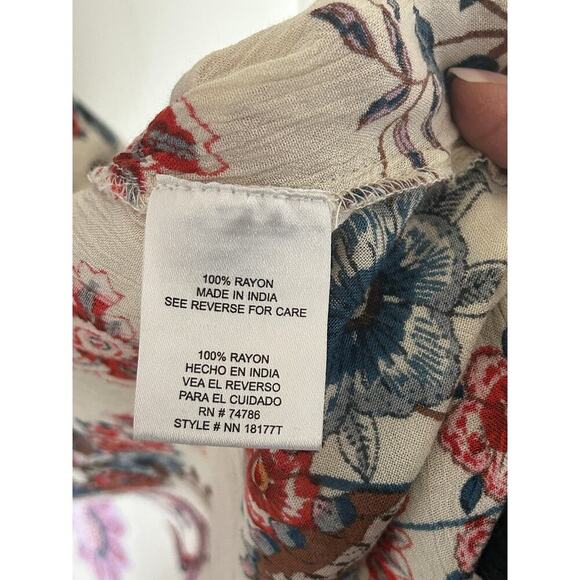 100% RAYON
MADE IN INDIA
SEE REVERSE FOR CARE
100% RAYON
HECHO EN INDIA
VEA EL REVERSO
PARA EL CUIDADO
RN # 74786
STYLE # NN 18177T